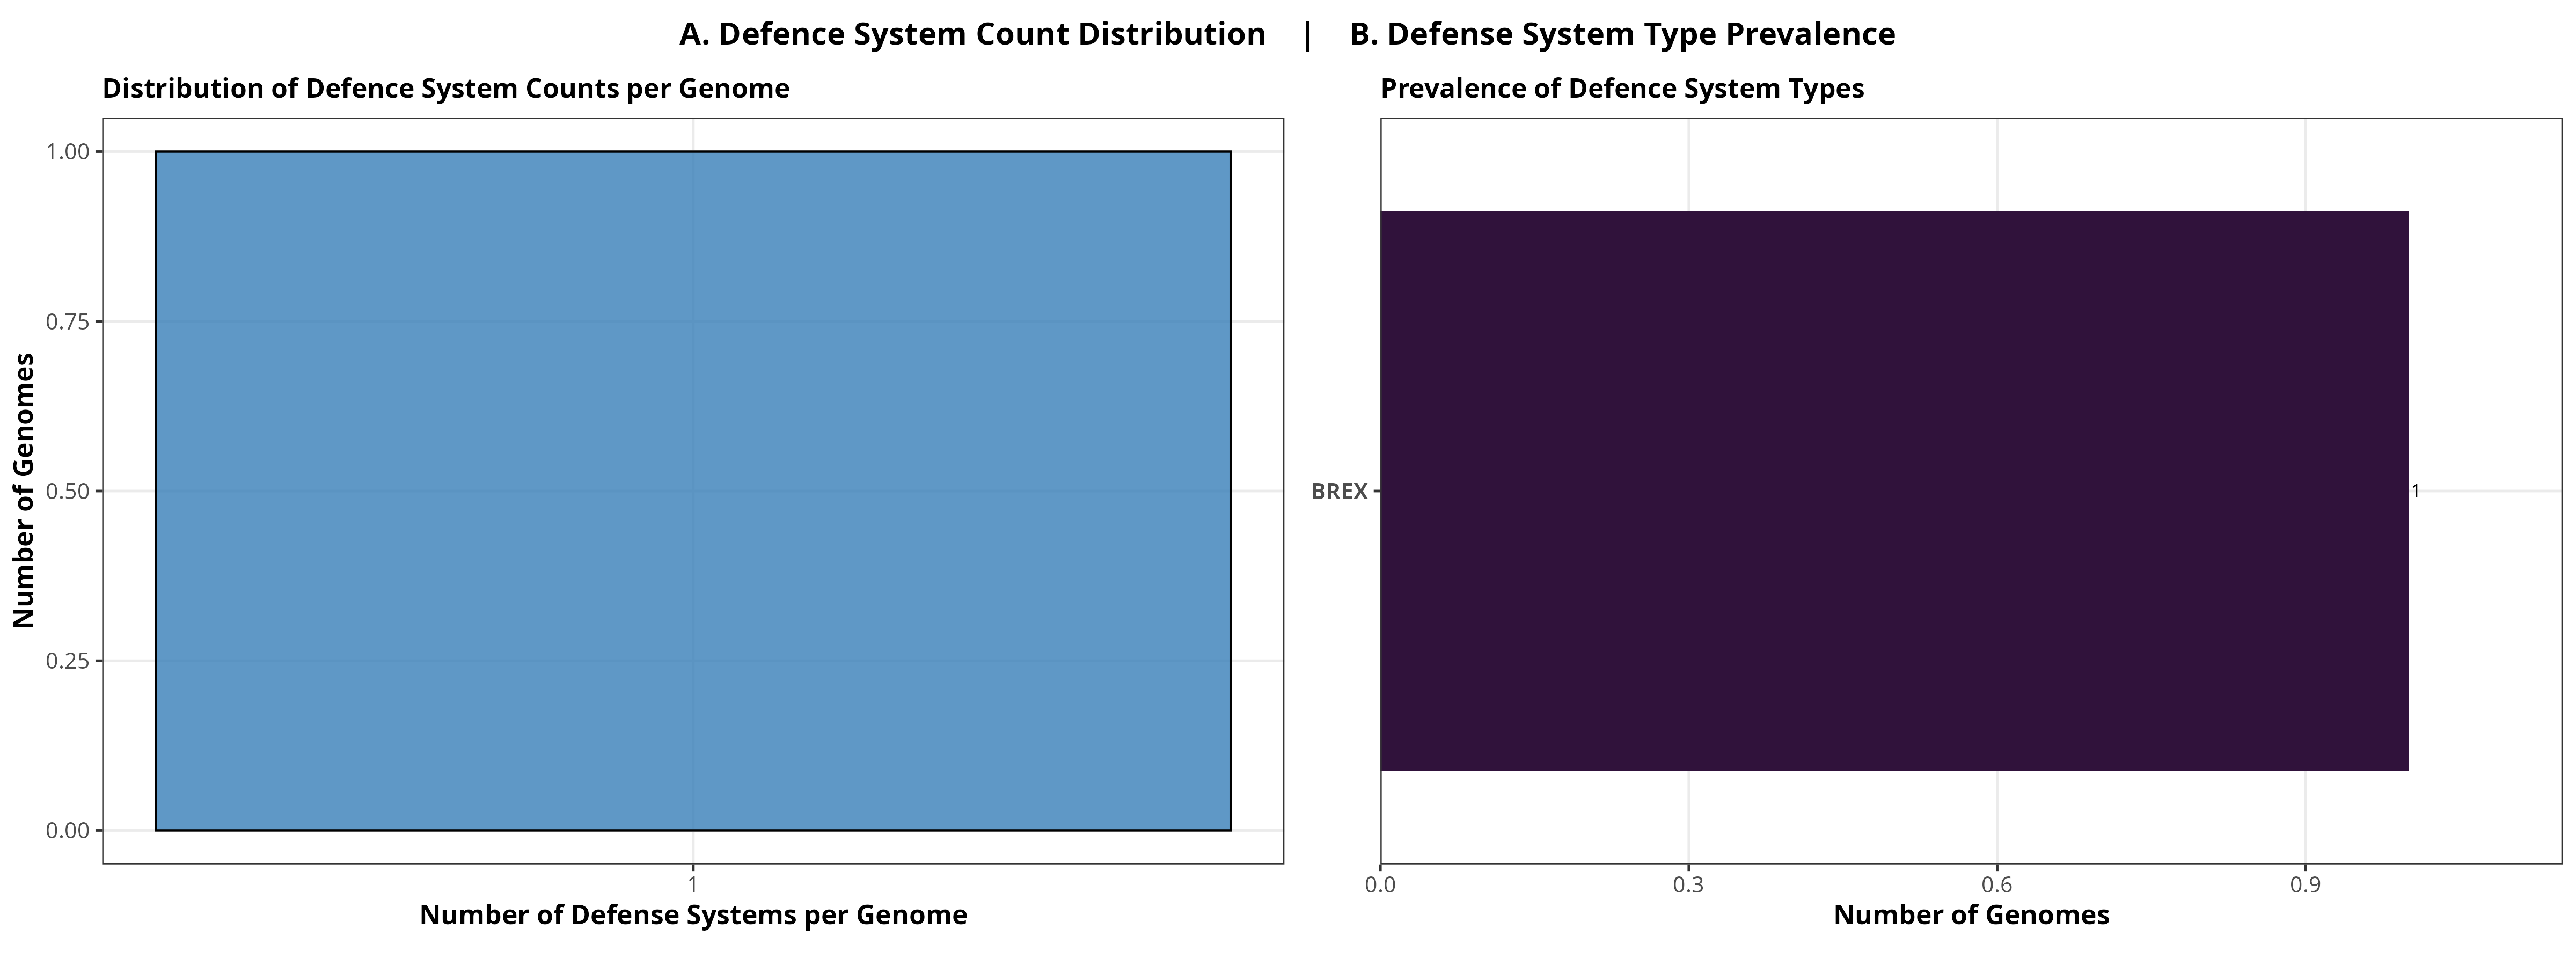 A. Defence System Count Distribution | B. Defense System Type Prevalence
Distribution of Defence System Counts per Genome
Number of Genomes
1.00
0.75
0.50
0.25
0.00
1
Number of Defense Systems per Genome
Prevalence of Defence System Types
BREX
1
0.0 0.3 0.6 0.9
Number of Genomes